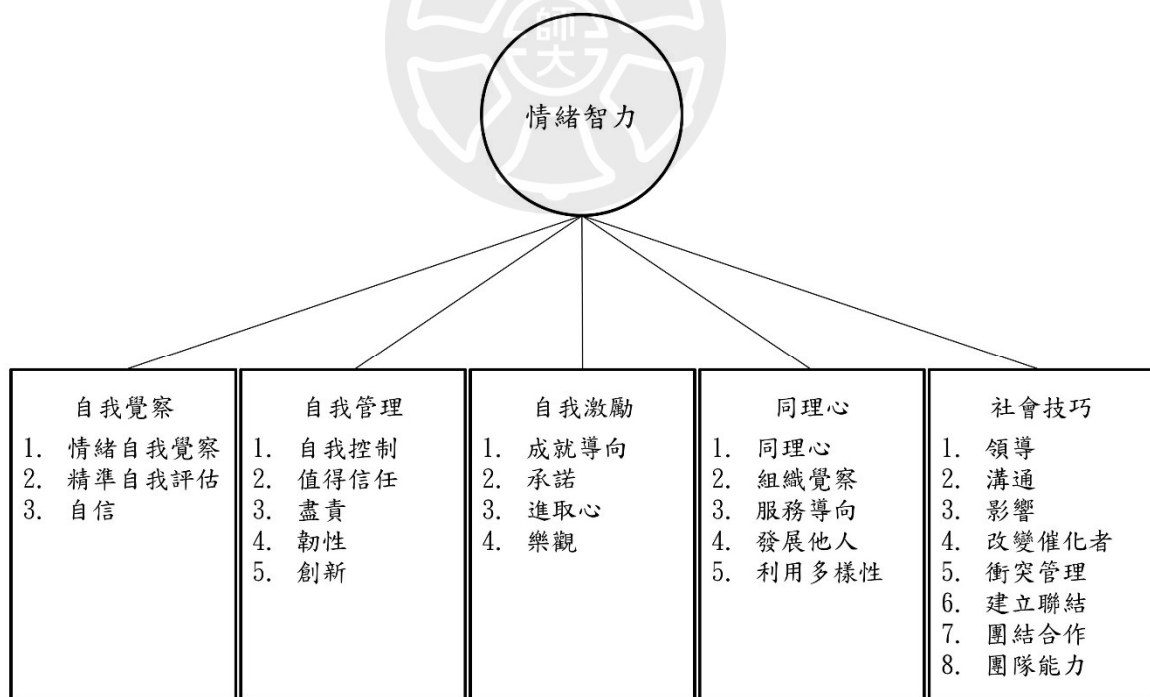 師大
情緒智力
自我覺察
1. 情緒自我覺察
2. 精準自我評估
3. 自信
自我管理
1. 自我控制
2. 值得信任
3. 盡責
4. 韌性
5. 創新
自我激勵
1. 成就導向
2. 承諾
3. 進取心
4. 樂觀
同理心
1. 同理心
2. 組織覺察
3. 服務導向
4. 發展他人
5. 利用多樣性
社會技巧
1. 領導
2. 溝通
3. 影響
4. 改變催化者
5. 衝突管理
6. 建立聯結
7. 團結合作
8. 團隊能力